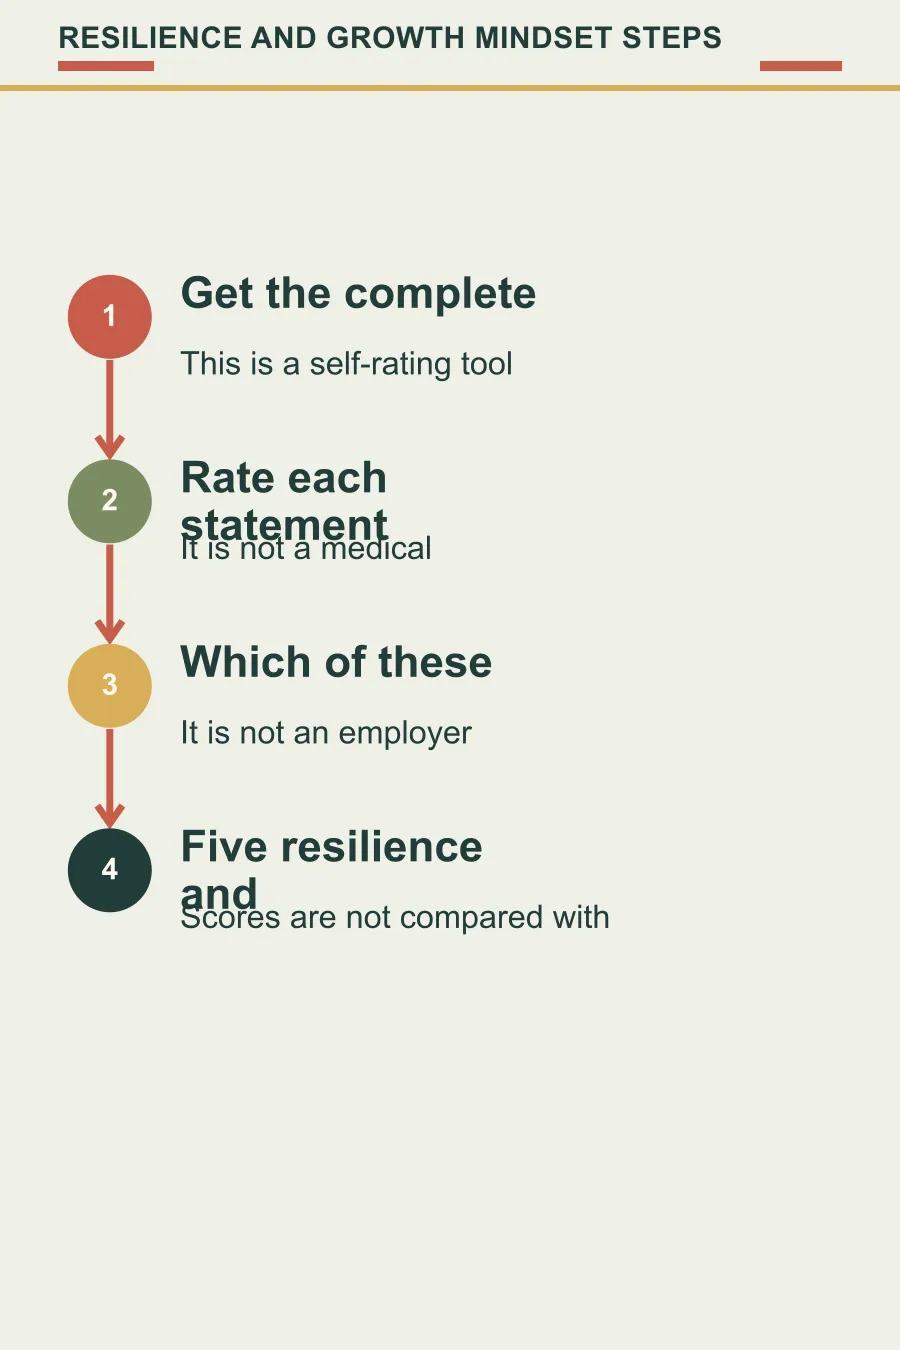 RESILIENCE AND GROWTH MINDSET STEPS
1
Get the complete
This is a self-rating tool
2
Rate each
statement
It is not a medical
3
Which of these
It is not an employer
4
Five resilience
and
Scores are not compared with